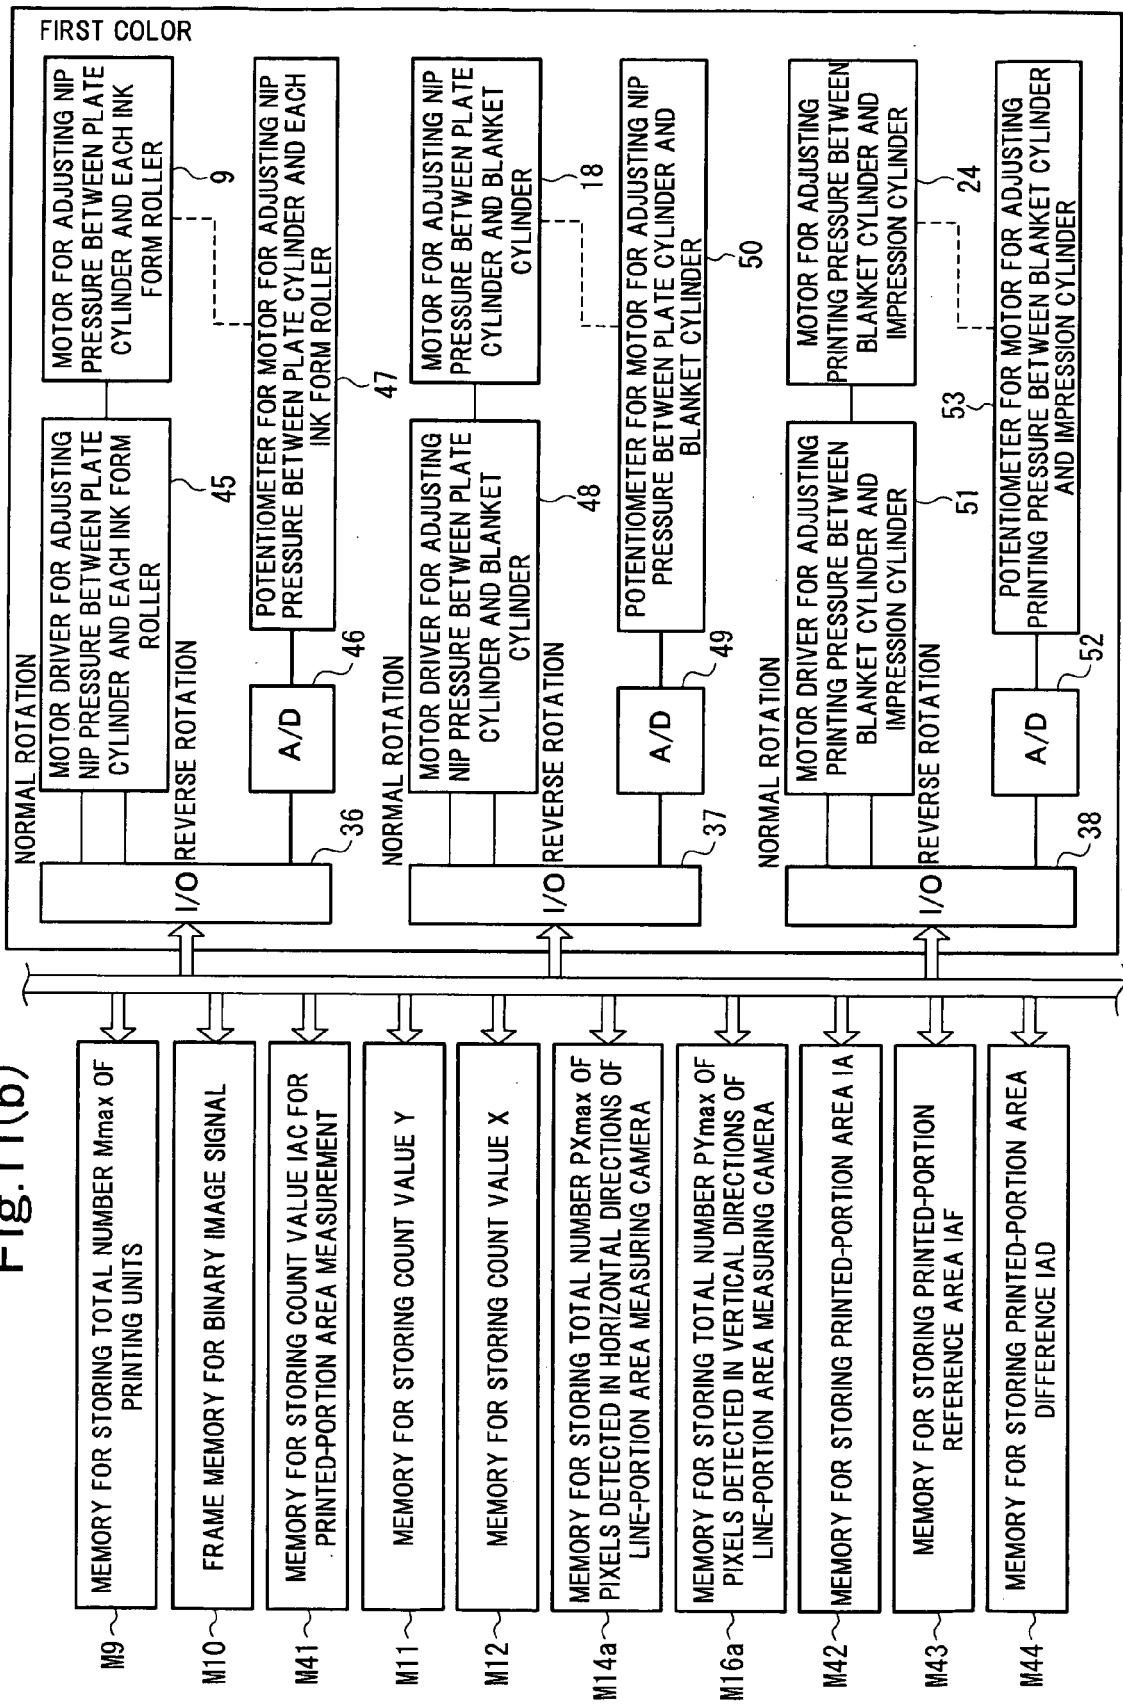 Fig.11(b)
M9
MEMORY FOR STORING TOTAL NUMBER Mmax OF
PRINTING UNITS
M10
FRAME MEMORY FOR BINARY IMAGE SIGNAL
M41
MEMORY FOR STORING COUNT VALUE IAC FOR
PRINTED-PORTION AREA MEASUREMENT
M11
MEMORY FOR STORING COUNT VALUE Y
M12
MEMORY FOR STORING COUNT VALUE X
M14a
MEMORY FOR STORING TOTAL NUMBER PXmax OF
PIXELS DETECTED IN HORIZONTAL DIRECTIONS OF
LINE-PORTION AREA MEASURING CAMERA
M16a
MEMORY FOR STORING TOTAL NUMBER PYmax OF
PIXELS DETECTED IN VERTICAL DIRECTIONS OF
LINE-PORTION AREA MEASURING CAMERA
M42
MEMORY FOR STORING PRINTED-PORTION AREA IA
M43
MEMORY FOR STORING PRINTED-PORTION
REFERENCE AREA IAF
M44
MEMORY FOR STORING PRINTED-PORTION AREA
DIFFERENCE IAD
FIRST COLOR
I/O
36
NORMAL ROTATION
REVERSE ROTATION
MOTOR DRIVER FOR ADJUSTING
NIP PRESSURE BETWEEN PLATE
CYLINDER AND EACH INK FORM
ROLLER
45
MOTOR FOR ADJUSTING NIP
PRESSURE BETWEEN PLATE
CYLINDER AND EACH INK
FORM ROLLER
9
A/D
46
POTENTIOMETER FOR MOTOR FOR ADJUSTING NIP
PRESSURE BETWEEN PLATE CYLINDER AND EACH
INK FORM ROLLER
47
I/O
37
NORMAL ROTATION
REVERSE ROTATION
MOTOR DRIVER FOR ADJUSTING
NIP PRESSURE BETWEEN PLATE
CYLINDER AND BLANKET
CYLINDER
48
MOTOR FOR ADJUSTING NIP
PRESSURE BETWEEN PLATE
CYLINDER AND BLANKET
CYLINDER
18
A/D
49
POTENTIOMETER FOR MOTOR FOR ADJUSTING NIP
PRESSURE BETWEEN PLATE CYLINDER AND
BLANKET CYLINDER
50
I/O
38
NORMAL ROTATION
REVERSE ROTATION
MOTOR DRIVER FOR ADJUSTING
PRINTING PRESSURE BETWEEN
BLANKET CYLINDER AND
IMPRESSION CYLINDER
51
MOTOR FOR ADJUSTING
PRINTING PRESSURE BETWEEN
BLANKET CYLINDER AND
IMPRESSION CYLINDER
24
A/D
52
POTENTIOMETER FOR MOTOR FOR ADJUSTING
PRINTING PRESSURE BETWEEN BLANKET CYLINDER
AND IMPRESSION CYLINDER
53